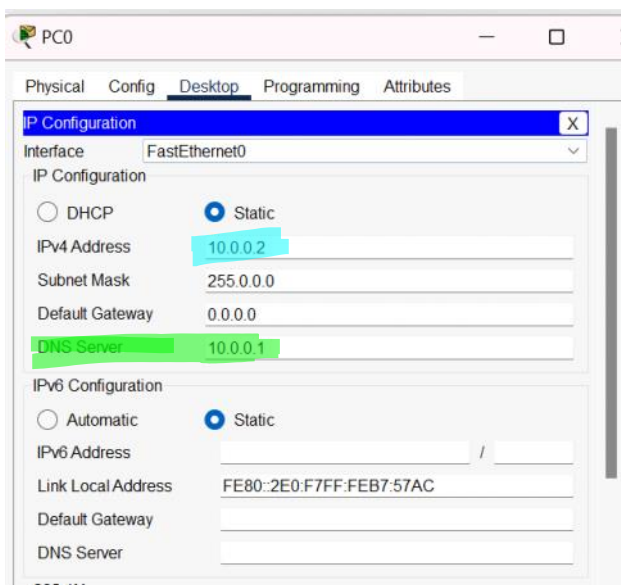 PC0
Physical Config Desktop Programming Attributes
IP Configuration X
Interface FastEthernet0
IP Configuration
DHCP Static
IPv4 Address 10.0.0.2
Subnet Mask 255.0.0.0
Default Gateway 0.0.0.0
DNS Server 10.0.0.1
IPv6 Configuration
Automatic Static
IPv6 Address /
Link Local Address FE80::2E0:F7FF:FEB7:57AC
Default Gateway
DNS Server